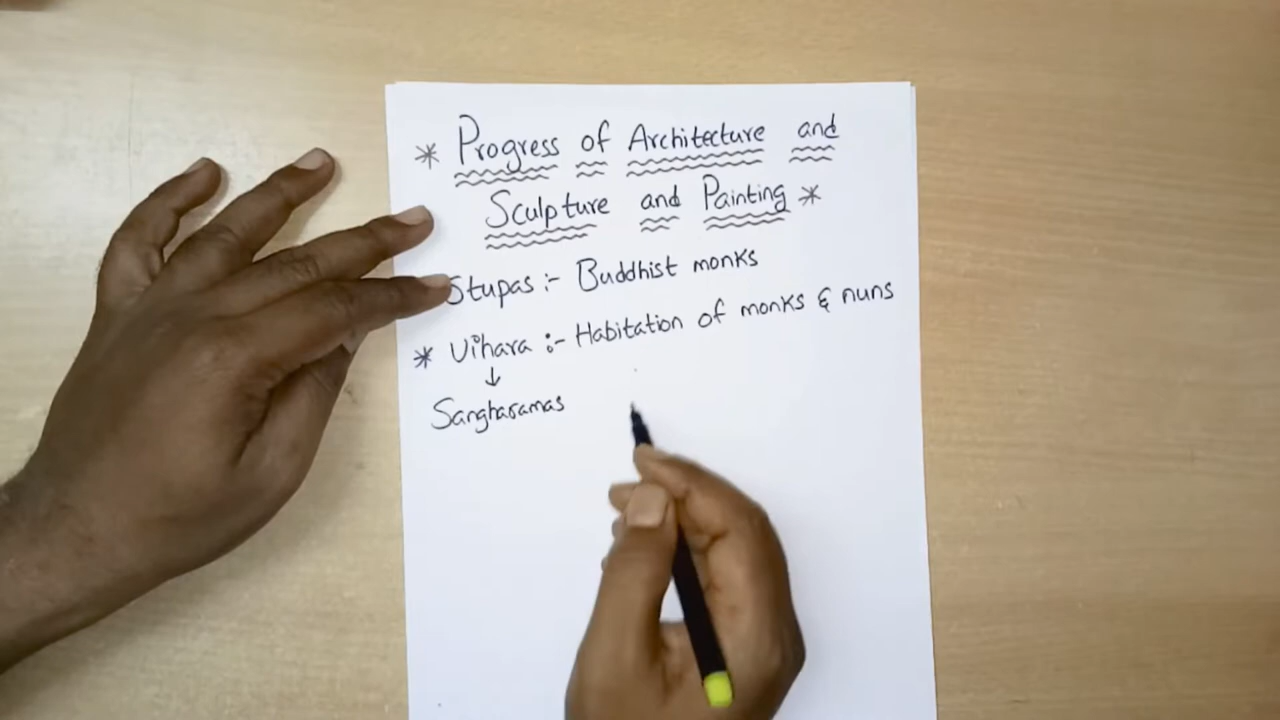 * Progress of Architecture and
Sculpture and Painting *
Stupas :- Buddhist monks
* Vihara :- Habitation of monks & nuns
↓
Sangharamas